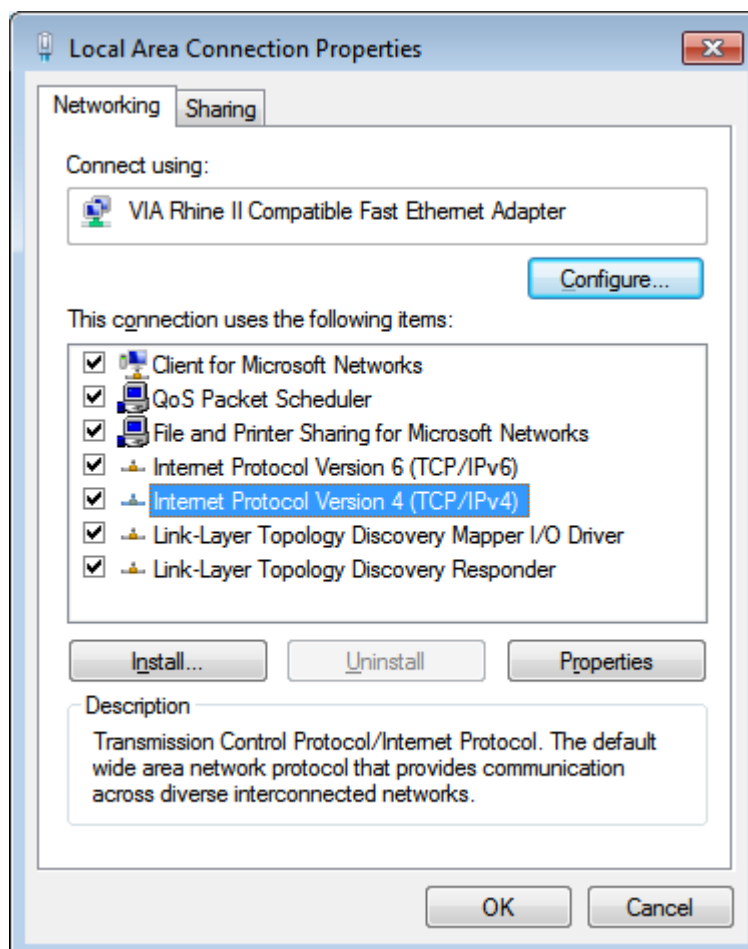 Local Area Connection Properties
Networking
Sharing
Connect using:
VIA Rhine II Compatible Fast Ethernet Adapter
Configure...
This connection uses the following items:
Client for Microsoft Networks
QoS Packet Scheduler
File and Printer Sharing for Microsoft Networks
Internet Protocol Version 6 (TCP/IPv6)
Internet Protocol Version 4 (TCP/IPv4)
Link-Layer Topology Discovery Mapper I/O Driver
Link-Layer Topology Discovery Responder
Install...
Uninstall
Properties
Description
Transmission Control Protocol/Internet Protocol. The default
wide area network protocol that provides communication
across diverse interconnected networks.
OK
Cancel